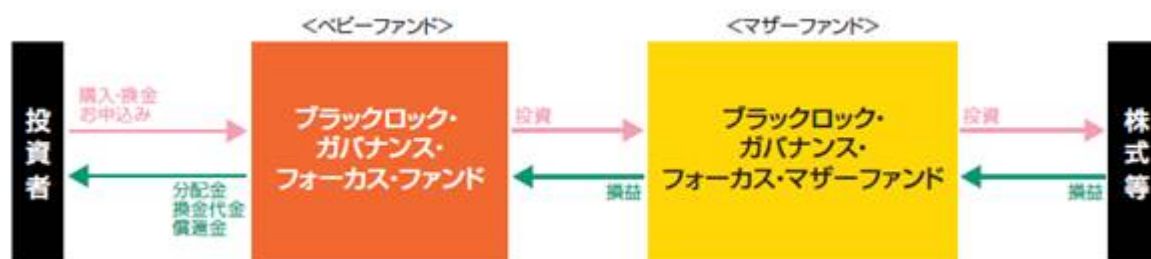 <ベビーファンド>
<マザーファンド>
投資者
購入・換金
お申込み
分配金
換金代金
償還金
ブラックロック・
ガバナンス・
フォーカス・ファンド
投資
損益
ブラックロック・
ガバナンス・
フォーカス・マザーファンド
投資
損益
株式等